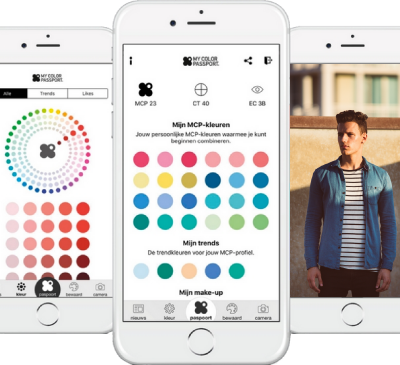 MY COLOR
PASSPORT.
Alle
Trends
Likes
kleur
paspoort
bewaard
camera
MY COLOR
PASSPORT.
MCP 23
CT 40
EC 3B
Mijn MCP-kleuren
Jouw persoonlijke MCP-kleuren waarmee je kunt
beginnen combineren.
Mijn trends
De trendkleuren voor jouw MCP-profiel.
Mijn make-up
nieuws
kleur
paspoort
bewaard
camera